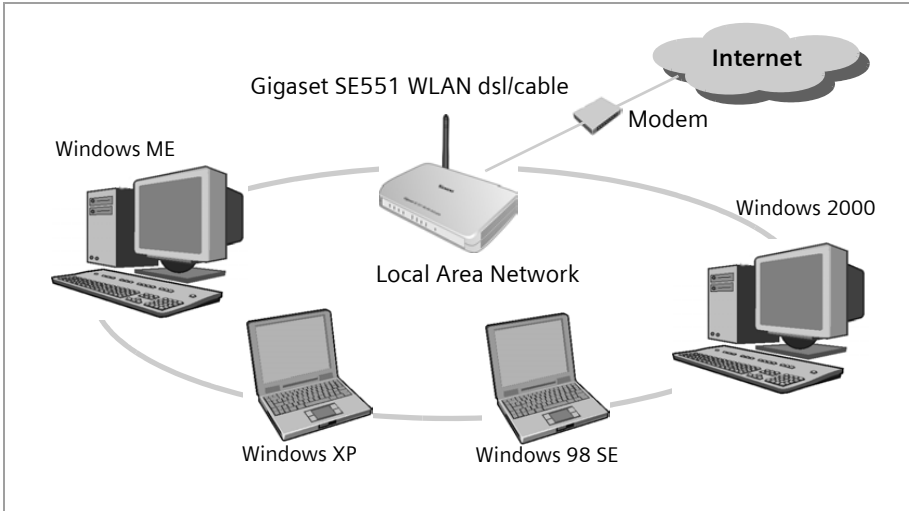 Internet
Gigaset SE551 WLAN dsl/cable
Modem
Windows ME
Windows 2000
Local Area Network
Windows XP
Windows 98 SE